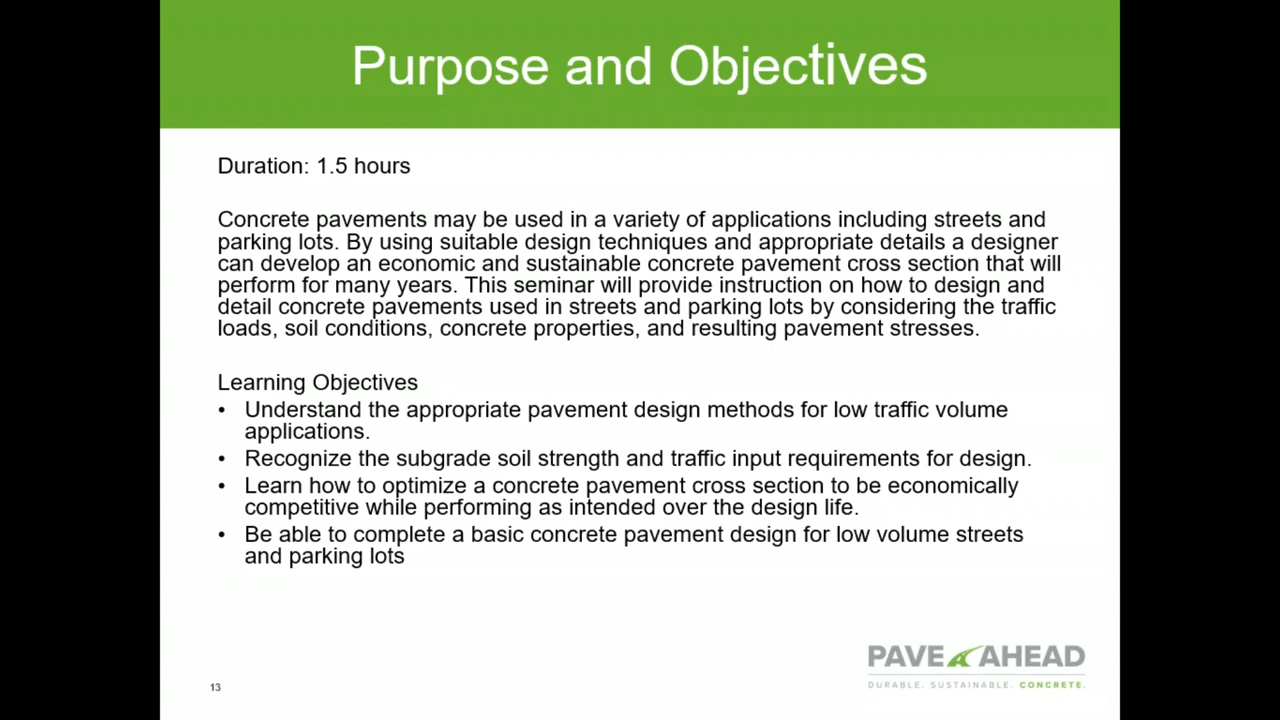 Purpose and Objectives
Duration: 1.5 hours
Concrete pavements may be used in a variety of applications including streets and
parking lots. By using suitable design techniques and appropriate details a designer
can develop an economic and sustainable concrete pavement cross section that will
perform for many years. This seminar will provide instruction on how to design and
detail concrete pavements used in streets and parking lots by considering the traffic
loads, soil conditions, concrete properties, and resulting pavement stresses.
Learning Objectives
• Understand the appropriate pavement design methods for low traffic volume
applications.
• Recognize the subgrade soil strength and traffic input requirements for design.
• Learn how to optimize a concrete pavement cross section to be economically
competitive while performing as intended over the design life.
• Be able to complete a basic concrete pavement design for low volume streets
and parking lots
PAVE AHEAD
DURABLE. SUSTAINABLE. CONCRETE.
13